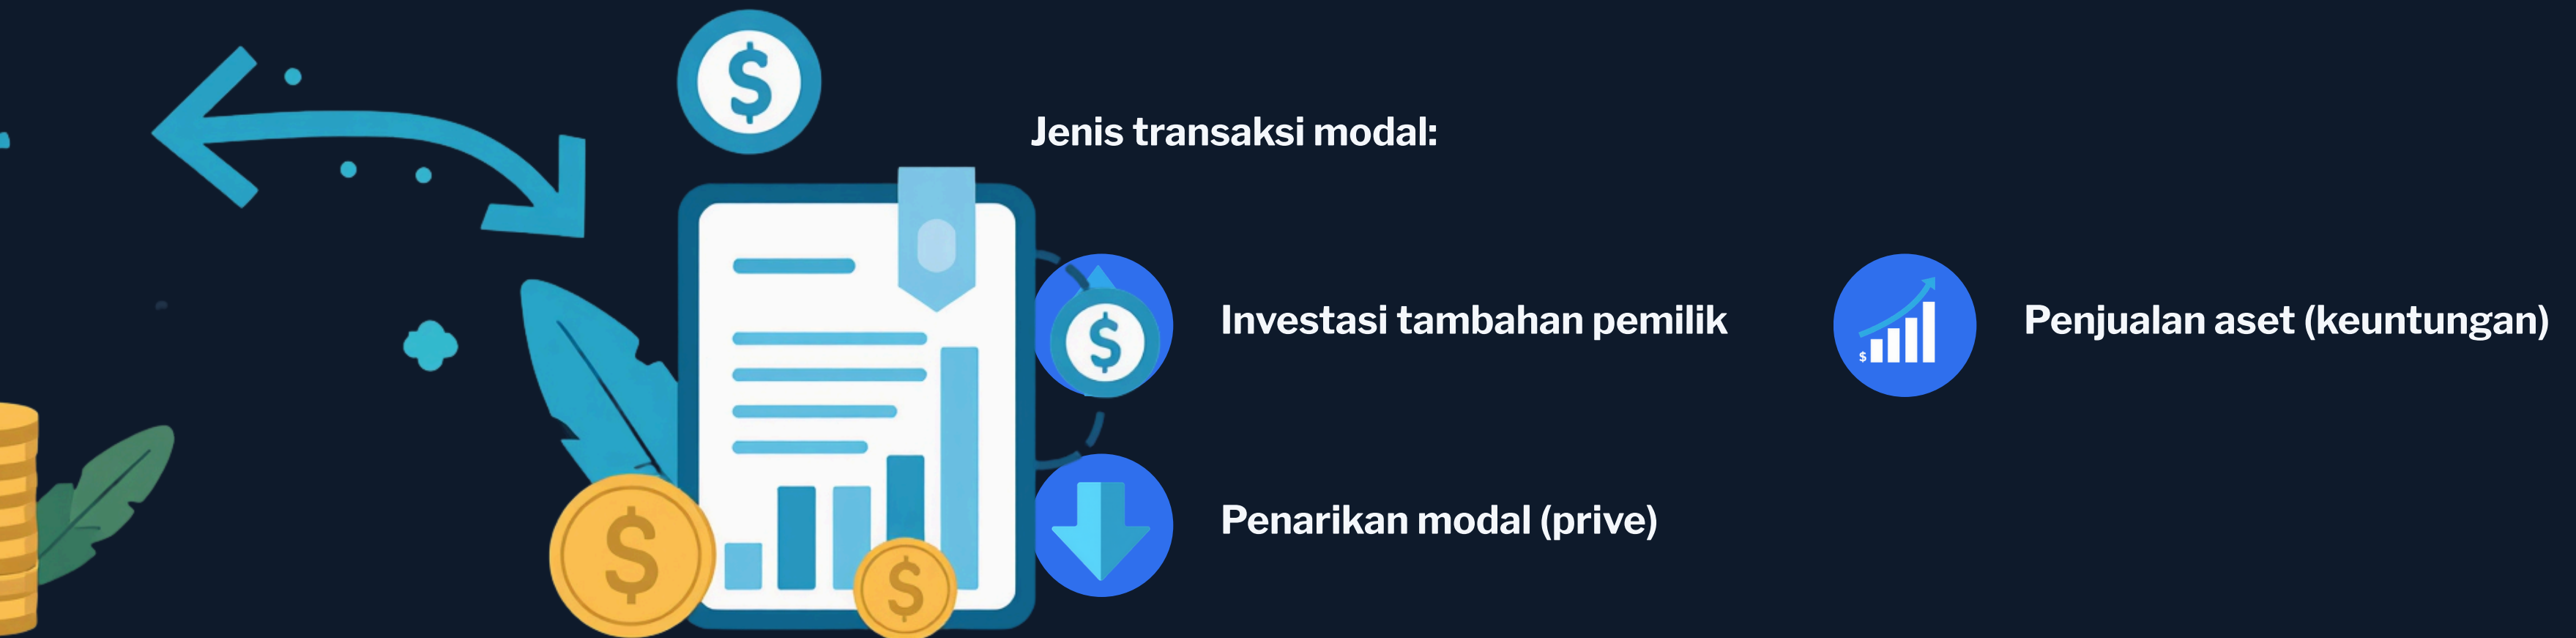 $
Jenis transaksi modal:
$
Investasi tambahan pemilik
$
Penjualan aset (keuntungan)
Penarikan modal (prive)
$
$